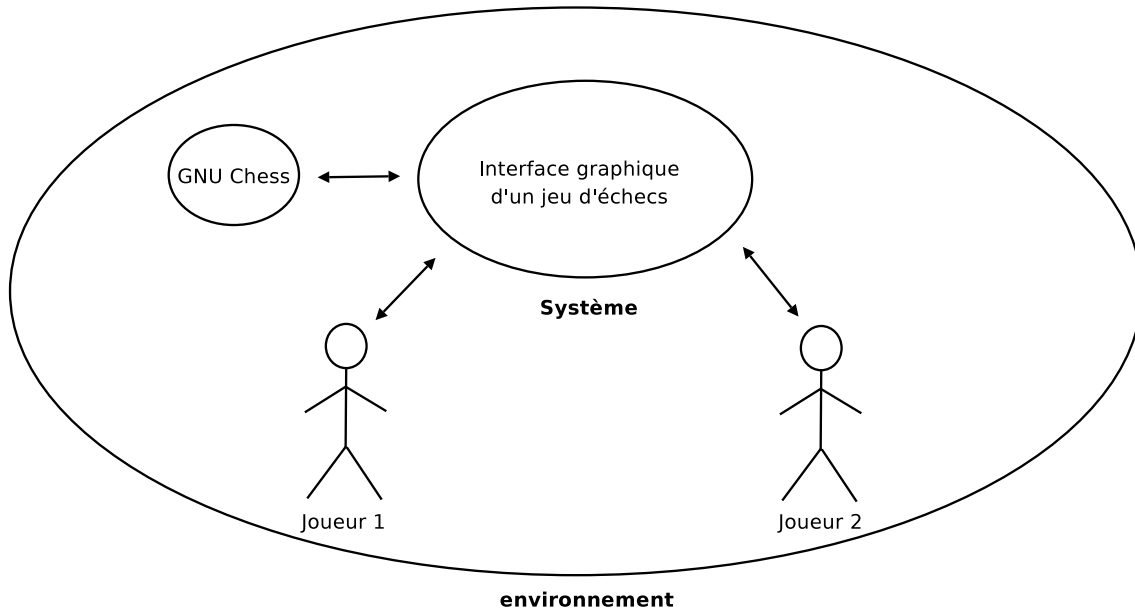 GNU Chess
Interface graphique
d'un jeu d'échecs
Système
Joueur 1
Joueur 2
environnement